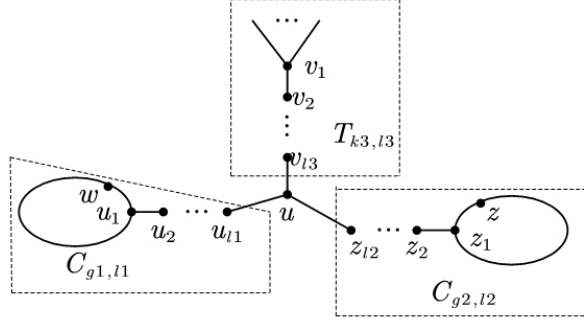 ...
v_1
v_2
⋮
T_{k3,l3}
v_{l3}
w
u_1
u_2
...
u_{l1}
u
z
z_{l2}
...
z_2
z_1
C_{g1,l1}
C_{g2,l2}